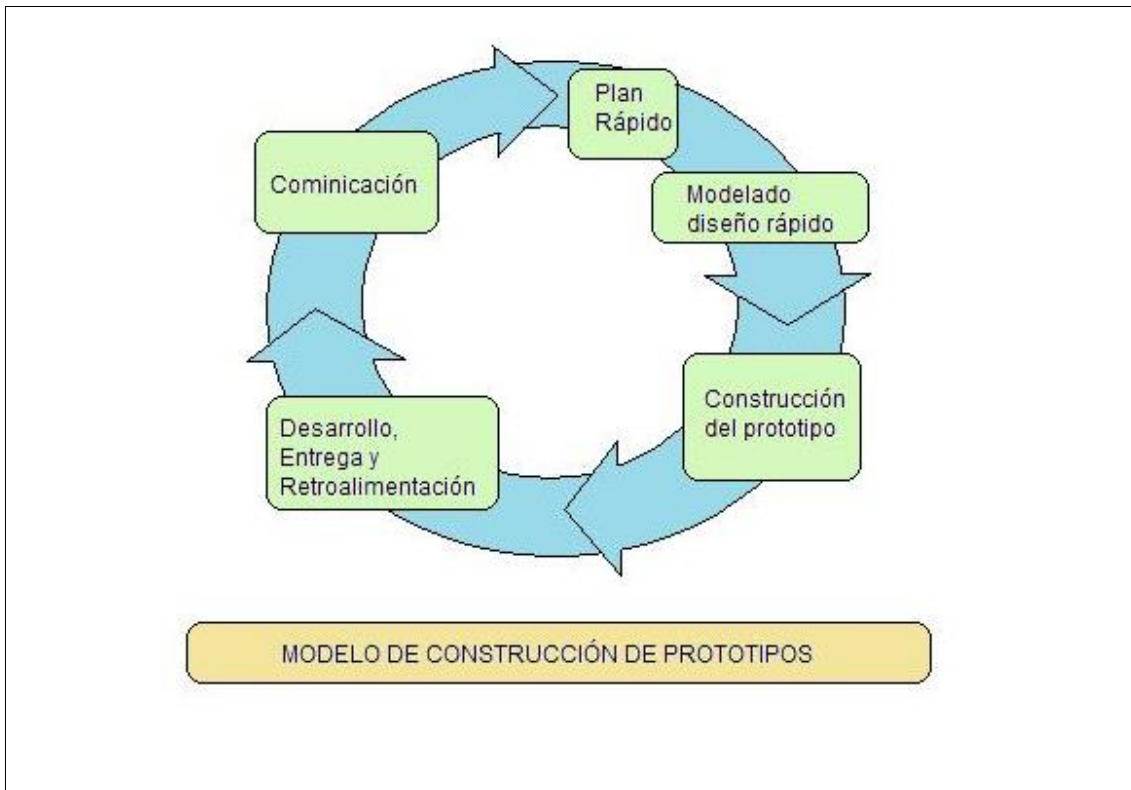 Plan
Rápido
Cominicación
Modelado
diseño rápido
Construcción
del prototipo
Desarrollo,
Entrega y
Retroalimentación
MODELO DE CONSTRUCCIÓN DE PROTOTIPOS